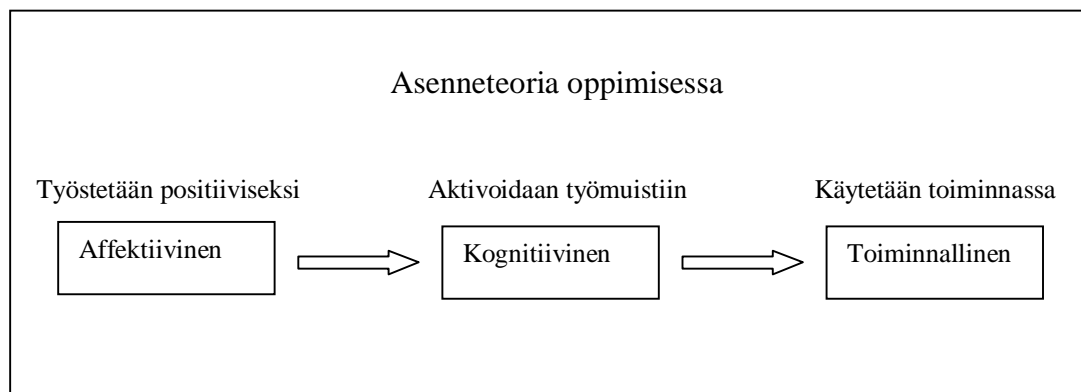 Asenneteoria oppimisessa
Työstetään positiiviseksi
Aktivoidaan työmuistiin
Käytetään toiminnassa
Affektiivinen
Kognitiivinen
Toiminnallinen